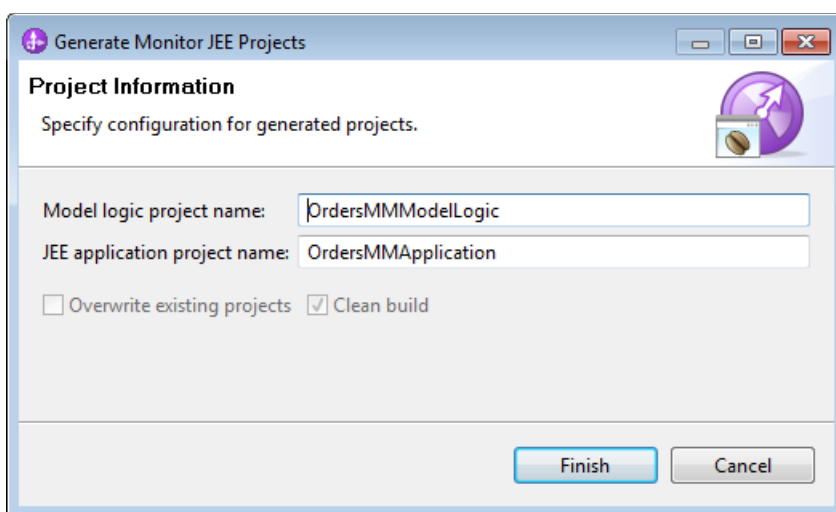 Generate Monitor JEE Projects
Project Information
Specify configuration for generated projects.
Model logic project name: OrdersMMModelLogic
JEE application project name: OrdersMMApplication
Overwrite existing projects Clean build
Finish Cancel